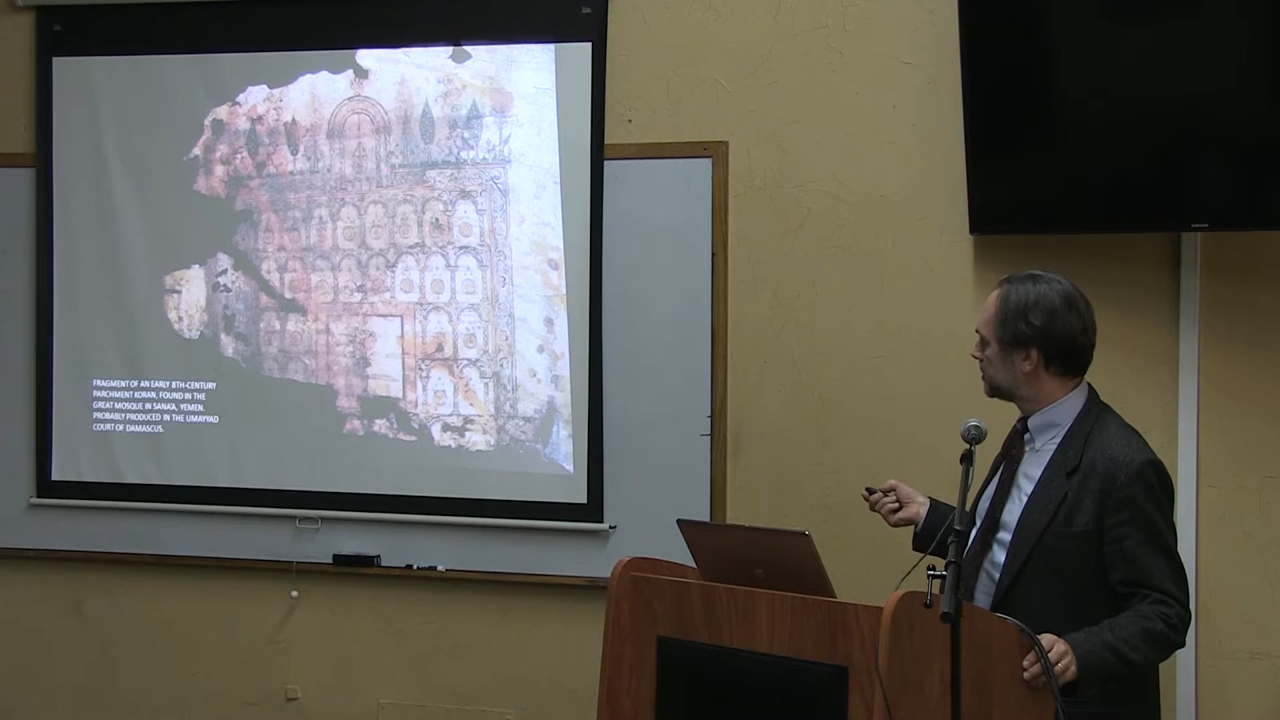 FRAGMENT OF AN EARLY 8TH-CENTURY
PARCHMENT KORAN, FOUND IN THE
GREAT MOSQUE IN SANA'A, YEMEN.
PROBABLY PRODUCED IN THE UMAYYAD
COURT OF DAMASCUS.
SAMSUNG